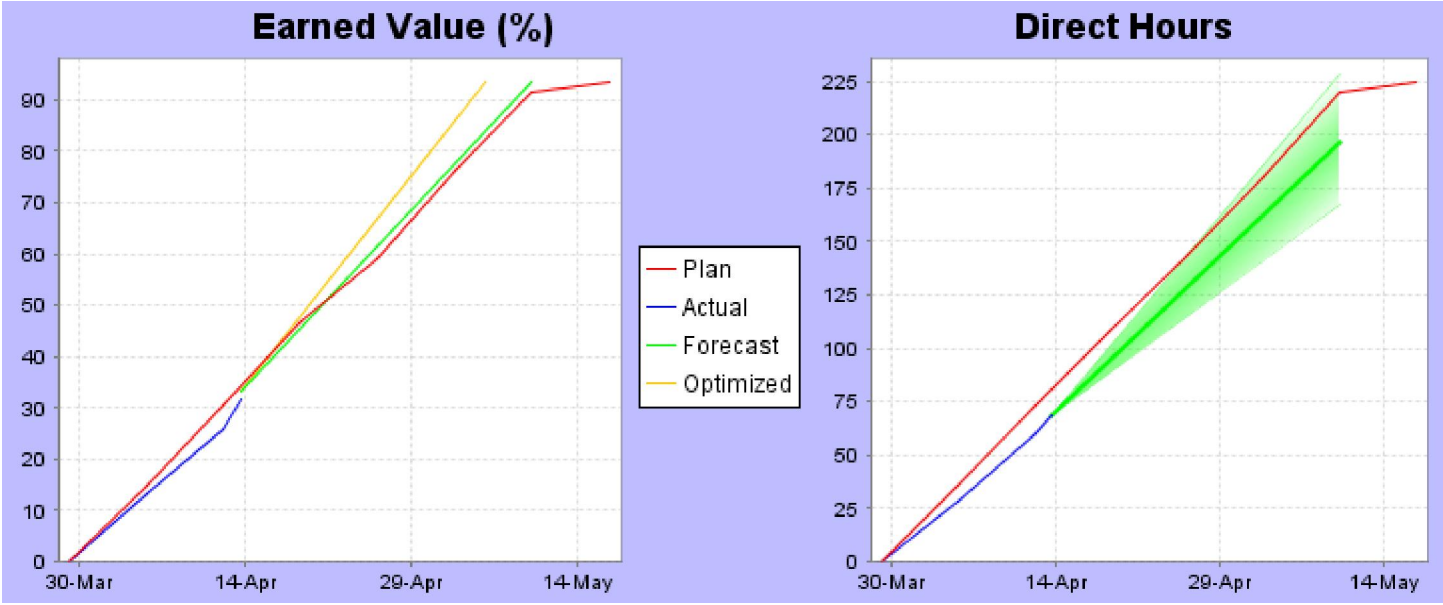 Earned Value (%)
90
80
70
60
50
40
30
20
10
0
30-Mar 14-Apr 29-Apr 14-May
Plan
Actual
Forecast
Optimized
Direct Hours
225
200
175
150
125
100
75
50
25
0
30-Mar 14-Apr 29-Apr 14-May